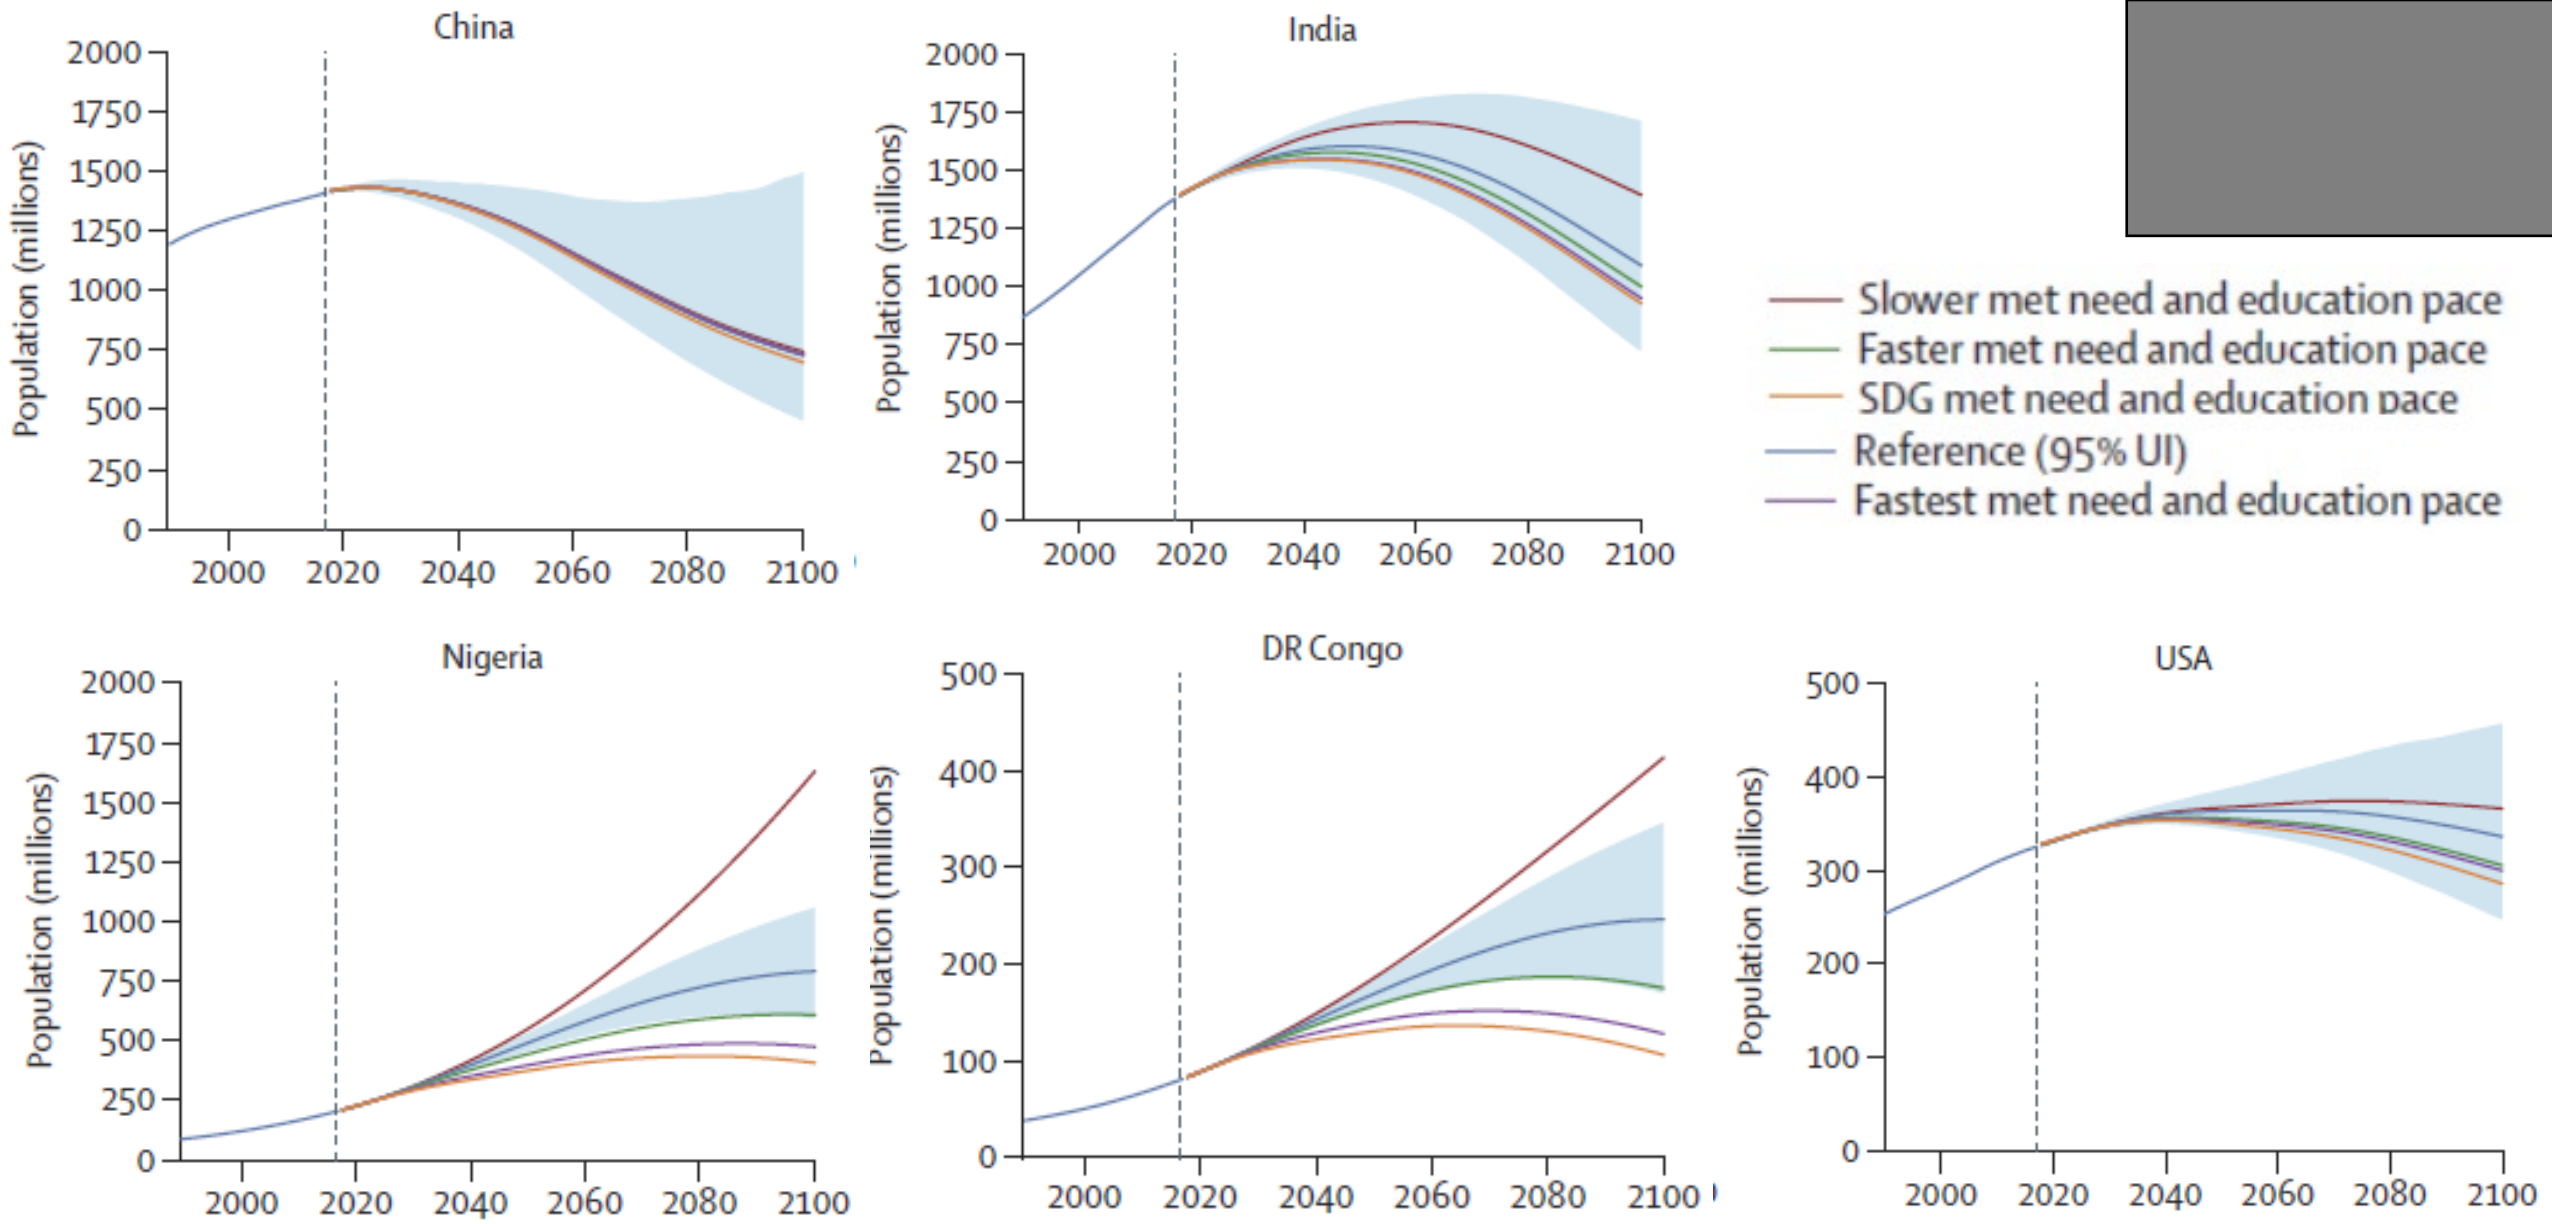 China
Population (millions)
2000
1750
1500
1250
1000
750
500
250
0
2000 2020 2040 2060 2080 2100
India
Population (millions)
2000
1750
1500
1250
1000
750
500
250
0
2000 2020 2040 2060 2080 2100
Slower met need and education pace
Faster met need and education pace
SDG met need and education pace
Reference (95% UI)
Fastest met need and education pace
Nigeria
Population (millions)
2000
1750
1500
1250
1000
750
500
250
0
2000 2020 2040 2060 2080 2100
DR Congo
Population (millions)
500
400
300
200
100
0
2000 2020 2040 2060 2080 2100
USA
Population (millions)
500
400
300
200
100
0
2000 2020 2040 2060 2080 2100